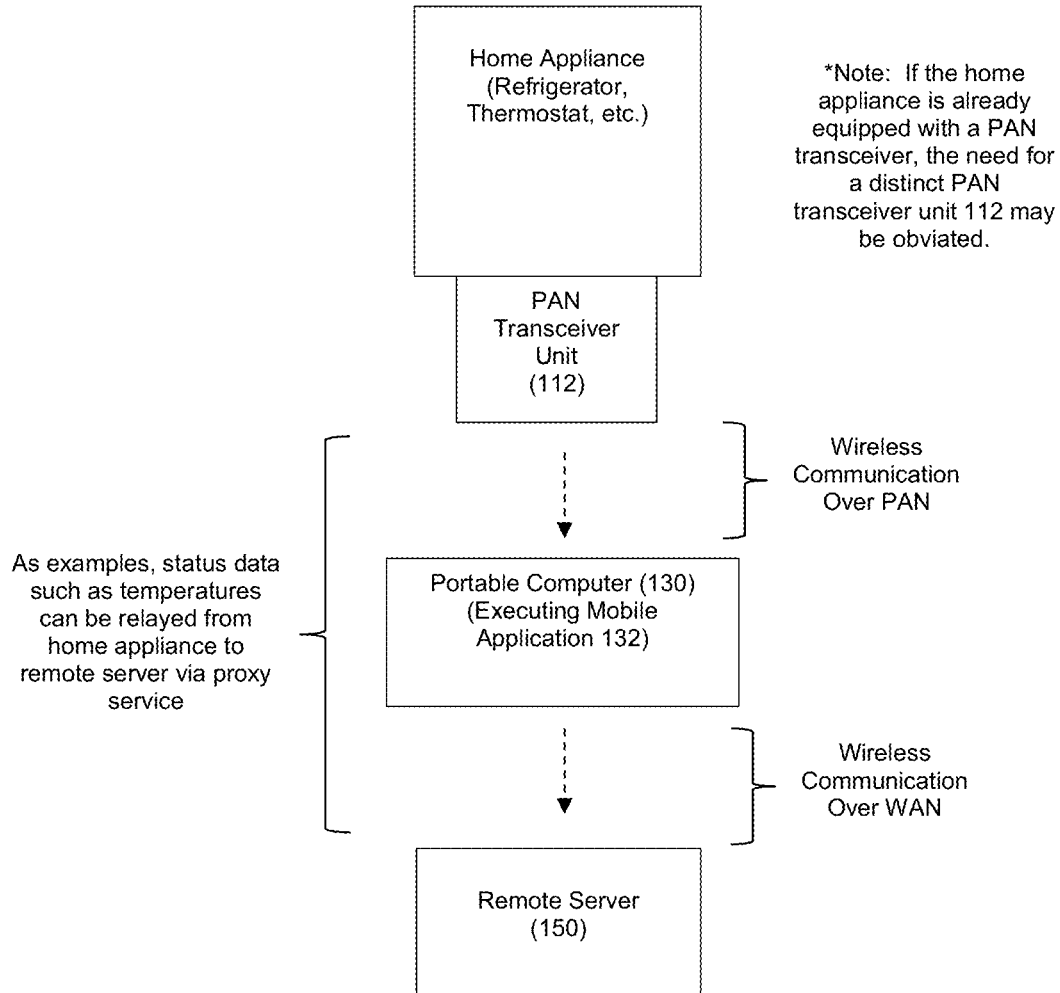 Home Appliance
(Refrigerator,
Thermostat, etc.)
*Note: If the home
appliance is already
equipped with a PAN
transceiver, the need for
a distinct PAN
transceiver unit 112 may
be obviated.
PAN
Transceiver
Unit
(112)
Wireless
Communication
Over PAN
As examples, status data
such as temperatures
can be relayed from
home appliance to
remote server via proxy
service
Portable Computer (130)
(Executing Mobile
Application 132)
Wireless
Communication
Over WAN
Remote Server
(150)